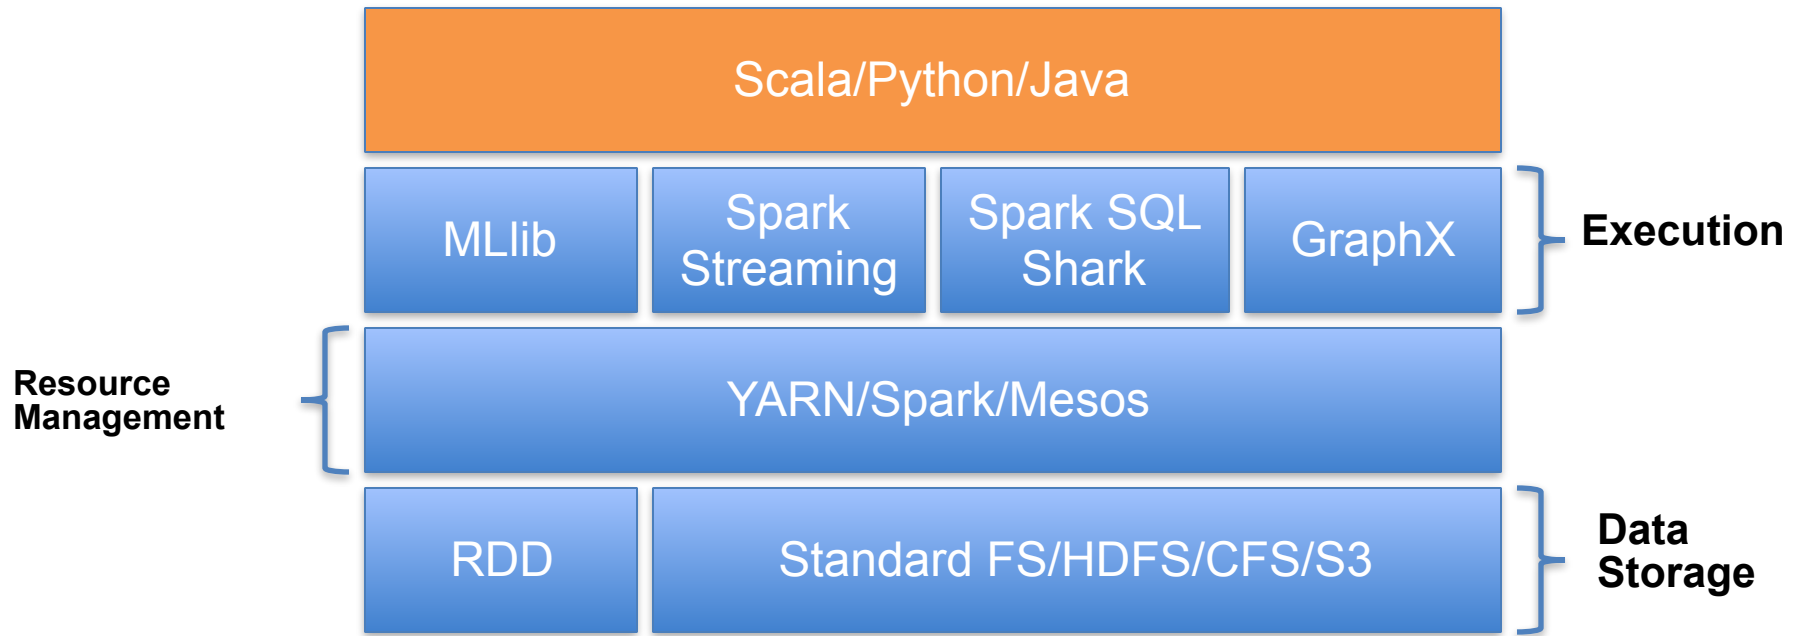 Scala/Python/Java
MLlib
Spark
Streaming
Spark SQL
Shark
GraphX
Execution
Resource
Management
YARN/Spark/Mesos
RDD
Standard FS/HDFS/CFS/S3
Data
Storage